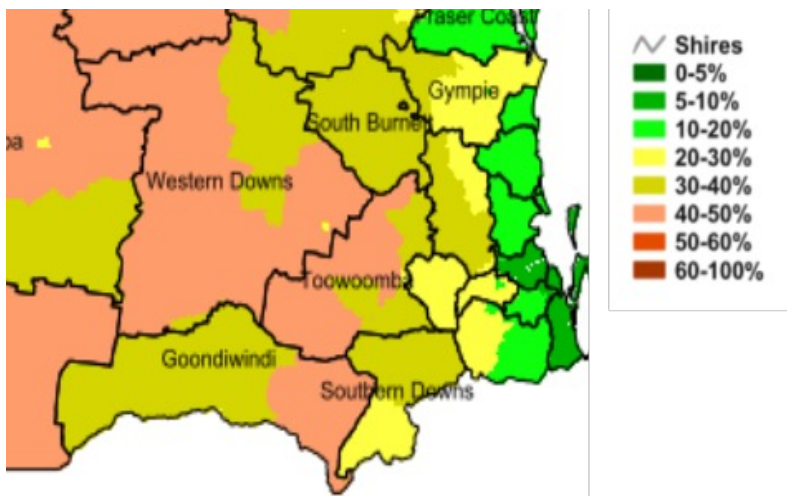 Fraser Coast
Gympie
South Burnett
Western Downs
Toowoomba
Goondiwindi
Southern Downs
Shires
0-5%
5-10%
10-20%
20-30%
30-40%
40-50%
50-60%
60-100%